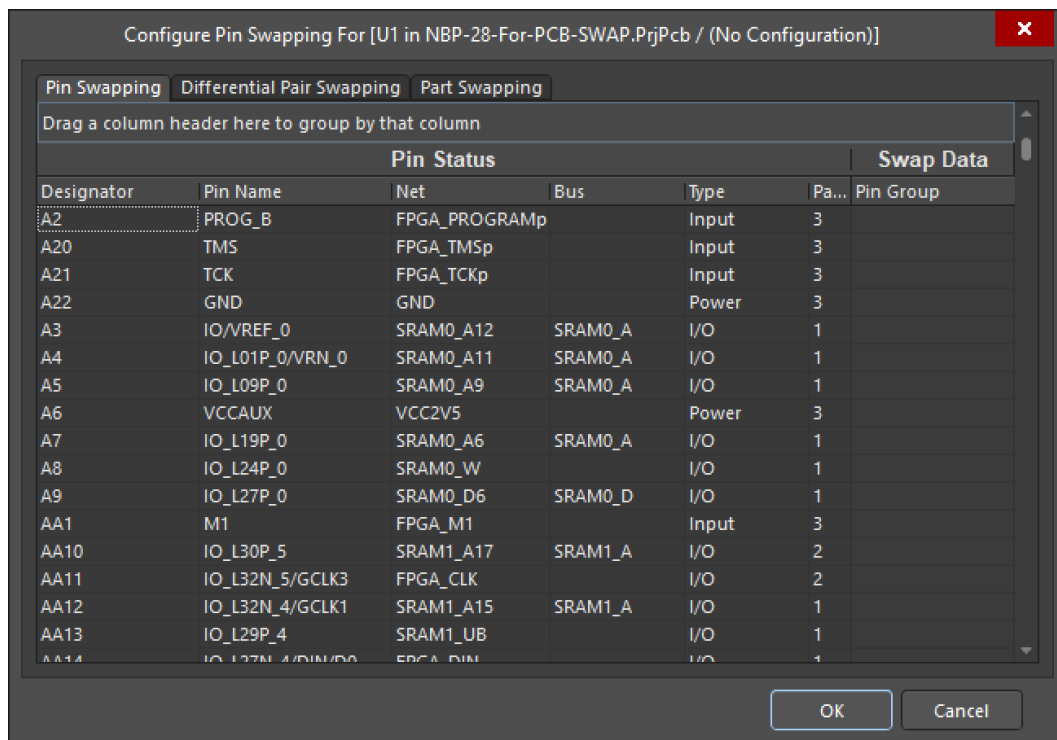 Configure Pin Swapping For [U1 in NBP-28-For-PCB-SWAP.PrjPcb / (No Configuration)]
Pin Swapping Differential Pair Swapping Part Swapping
Drag a column header here to group by that column
Pin Status Swap Data
Designator Pin Name Net Bus Type Pa... Pin Group
A2 PROG_B FPGA_PROGRAMp Input 3
A20 TMS FPGA_TMSp Input 3
A21 TCK FPGA_TCKp Input 3
A22 GND GND Power 3
A3 IO/VREF_0 SRAM0_A12 SRAM0_A I/O 1
A4 IO_L01P_0/VRN_0 SRAM0_A11 SRAM0_A I/O 1
A5 IO_L09P_0 SRAM0_A9 SRAM0_A I/O 1
A6 VCCAUX VCC2V5 Power 3
A7 IO_L19P_0 SRAM0_A6 SRAM0_A I/O 1
A8 IO_L24P_0 SRAM0_W I/O 1
A9 IO_L27P_0 SRAM0_D6 SRAM0_D I/O 1
AA1 M1 FPGA_M1 Input 3
AA10 IO_L30P_5 SRAM1_A17 SRAM1_A I/O 2
AA11 IO_L32N_5/GCLK3 FPGA_CLK I/O 2
AA12 IO_L32N_4/GCLK1 SRAM1_A15 SRAM1_A I/O 1
AA13 IO_L29P_4 SRAM1_UB I/O 1
AA14 IO_L27N_4/DIN/D0 FPGA_DIN I/O 1
OK Cancel